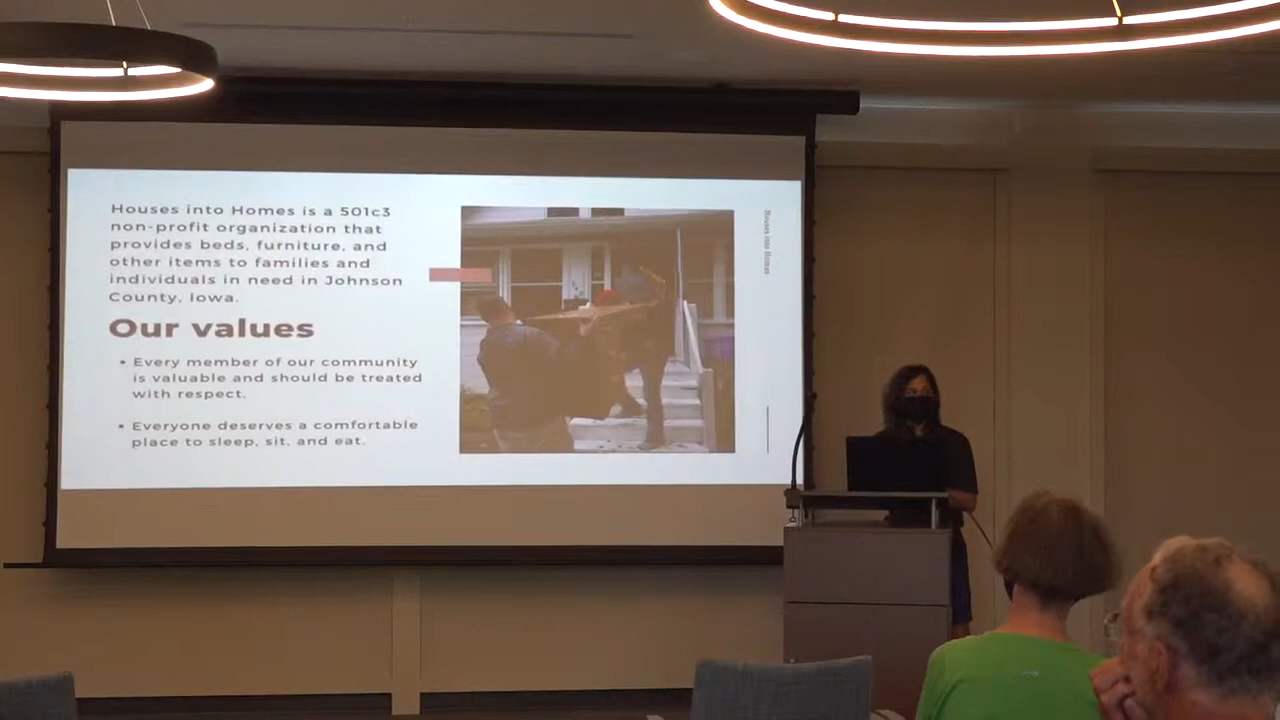 Houses into Homes is a 501c3
non-profit organization that
provides beds, furniture, and
other items to families and
individuals in need in Johnson
County, Iowa.
Our values
• Every member of our community
is valuable and should be treated
with respect.
• Everyone deserves a comfortable
place to sleep, sit, and eat.
Houses into Homes